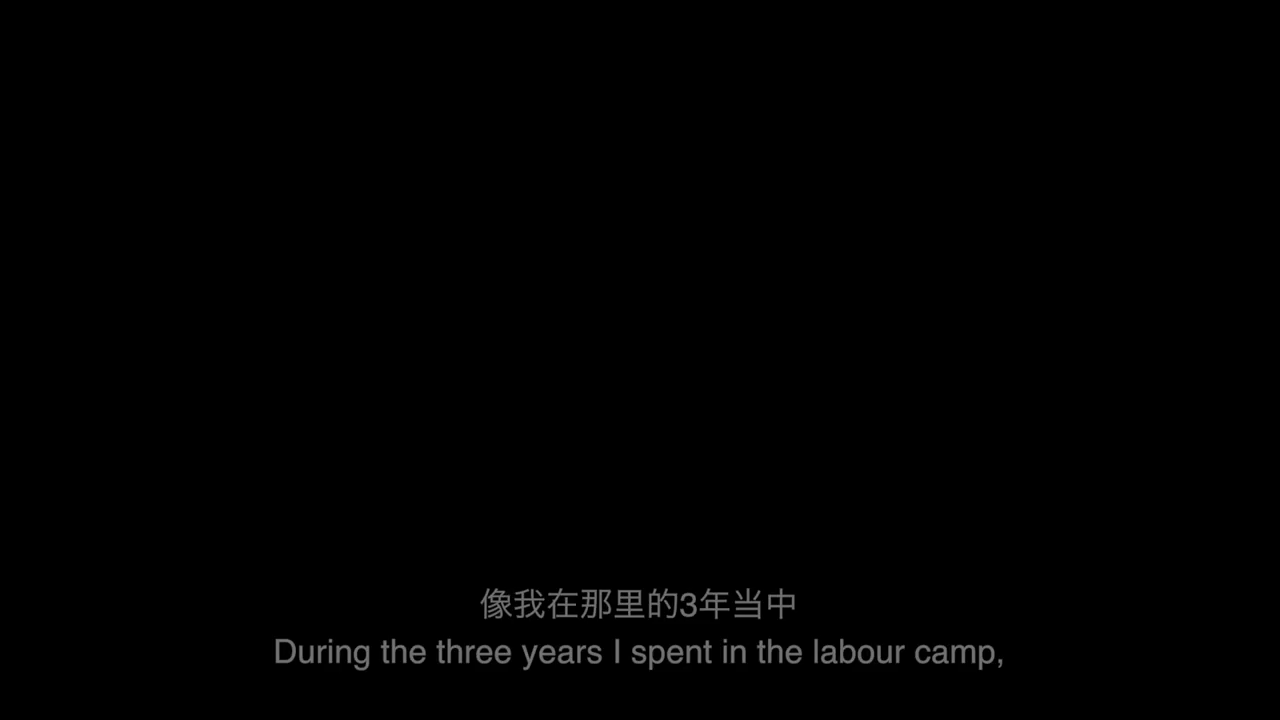 像我在那里的3年当中
During the three years I spent in the labour camp,